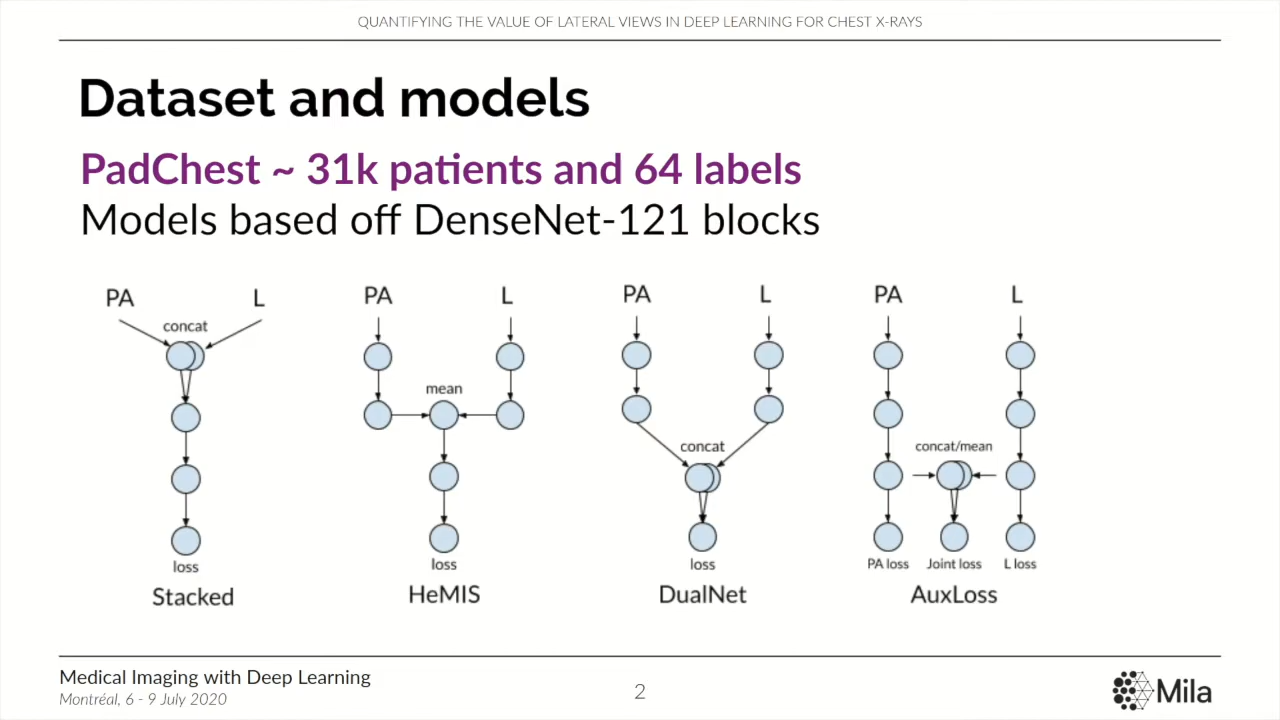 QUANTIFYING THE VALUE OF LATERAL VIEWS IN DEEP LEARNING FOR CHEST X-RAYS
Dataset and models
PadChest ~ 31k patients and 64 labels
Models based off DenseNet-121 blocks
PA L
concat
loss
Stacked
PA L
mean
loss
HeMIS
PA L
concat
loss
DualNet
PA L
concat/mean
PA loss Joint loss L loss
AuxLoss
Medical Imaging with Deep Learning
Montréal, 6 - 9 July 2020
2
Mila